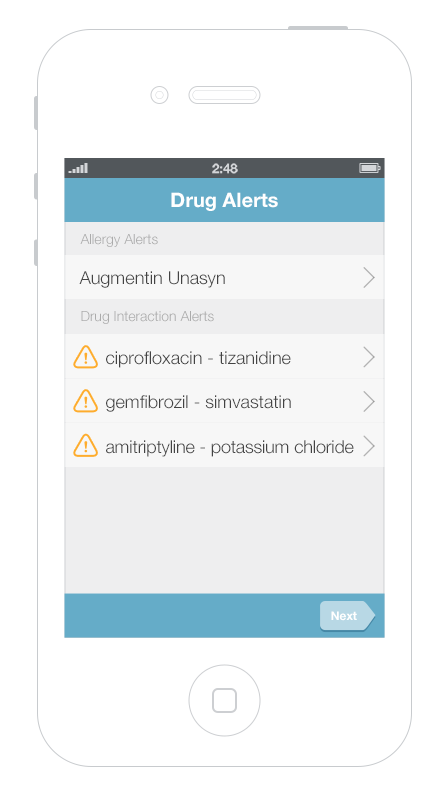 2:48
Drug Alerts
Allergy Alerts
Augmentin Unasyn
Drug Interaction Alerts
ciprofloxacin - tizanidine
gemfibrozil - simvastatin
amitriptyline - potassium chloride
Next